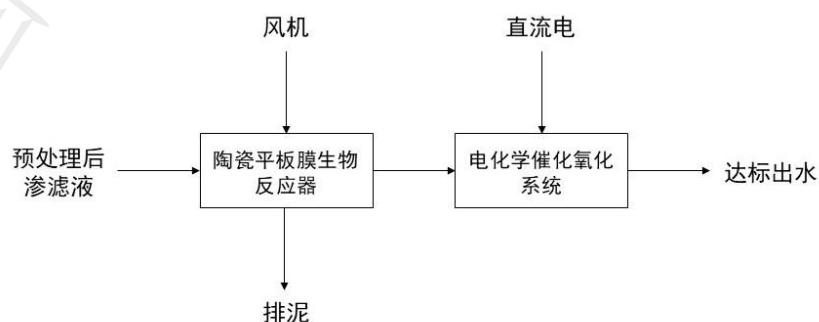 风机
直流电
预处理后
渗滤液
陶瓷平板膜生物
反应器
电化学催化氧化
系统
达标出水
排泥